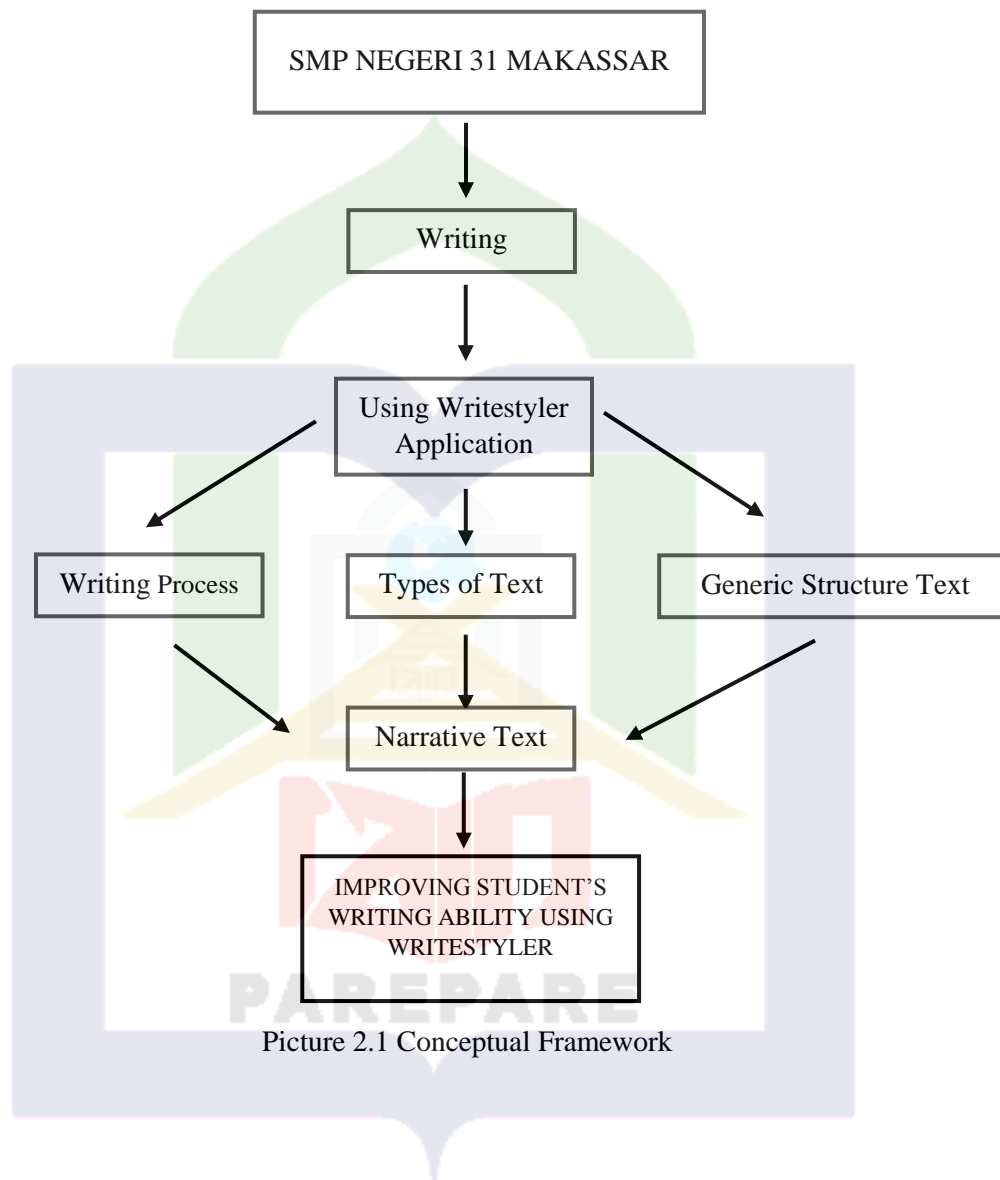 SMP NEGERI 31 MAKASSAR
Writing
Using Writestyler
Application
Writing Process
Types of Text
Generic Structure Text
Narrative Text
IMPROVING STUDENT’S
WRITING ABILITY USING
WRITESTYLER
PAREPARE
Picture 2.1 Conceptual Framework